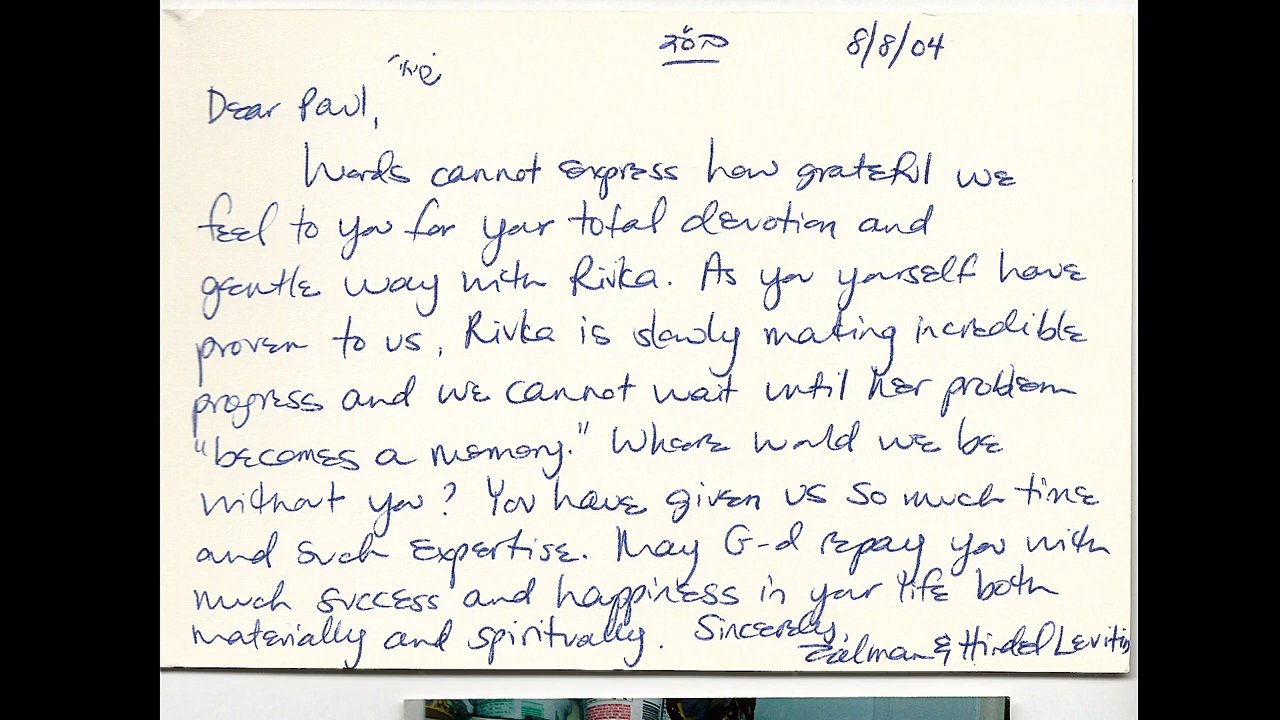 בס"ד 8/8/04
שיחי'
Dear Paul,
Words cannot express how grateful we
feel to you for your total devotion and
gentle way with Rivka. As you yourself have
proven to us, Rivka is slowly making incredible
progress and we cannot wait until her problem
"becomes a memory." Where would we be
without you? You have given us so much time
and such expertise. May G-d repay you with
much success and happiness in your life both
materially and spiritually. Sincerely,
Zalman & Hindel Levitin